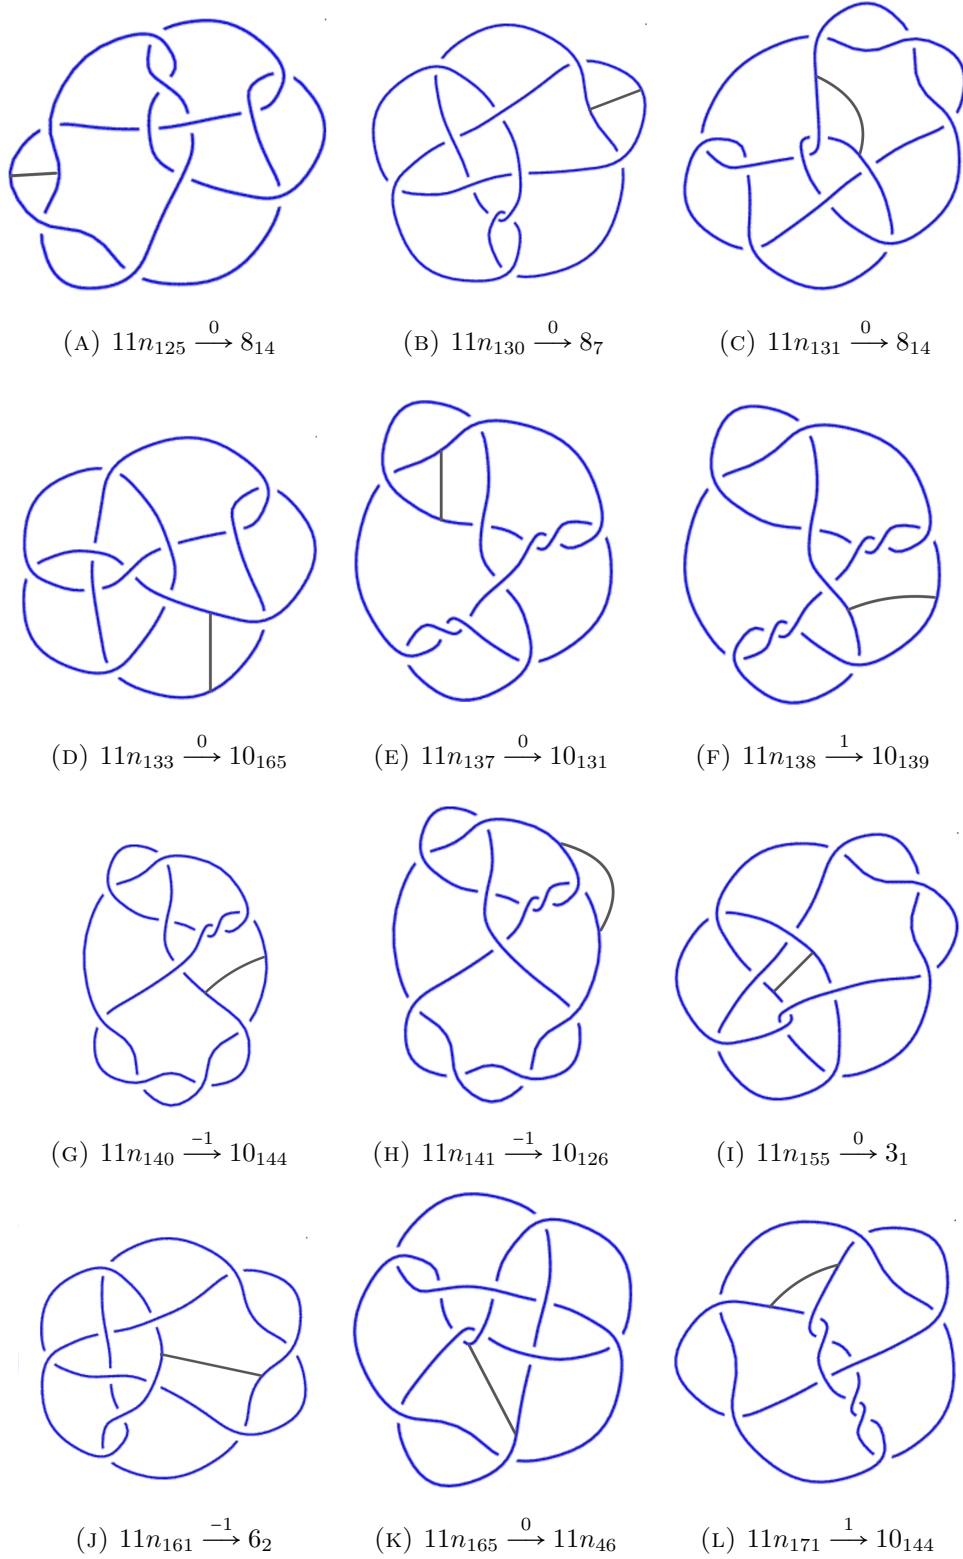 (A) 11n₁₂₅ —0→ 8₁₄ (B) 11n₁₃₀ —0→ 8₇ (C) 11n₁₃₁ —0→ 8₁₄
(D) 11n₁₃₃ —0→ 10₁₆₅ (E) 11n₁₃₇ —0→ 10₁₃₁ (F) 11n₁₃₈ —1→ 10₁₃₉
(G) 11n₁₄₀ —−1→ 10₁₄₄ (H) 11n₁₄₁ —−1→ 10₁₂₆ (I) 11n₁₅₅ —0→ 3₁
(J) 11n₁₆₁ —−1→ 6₂ (K) 11n₁₆₅ —0→ 11n₄₆ (L) 11n₁₇₁ —1→ 10₁₄₄